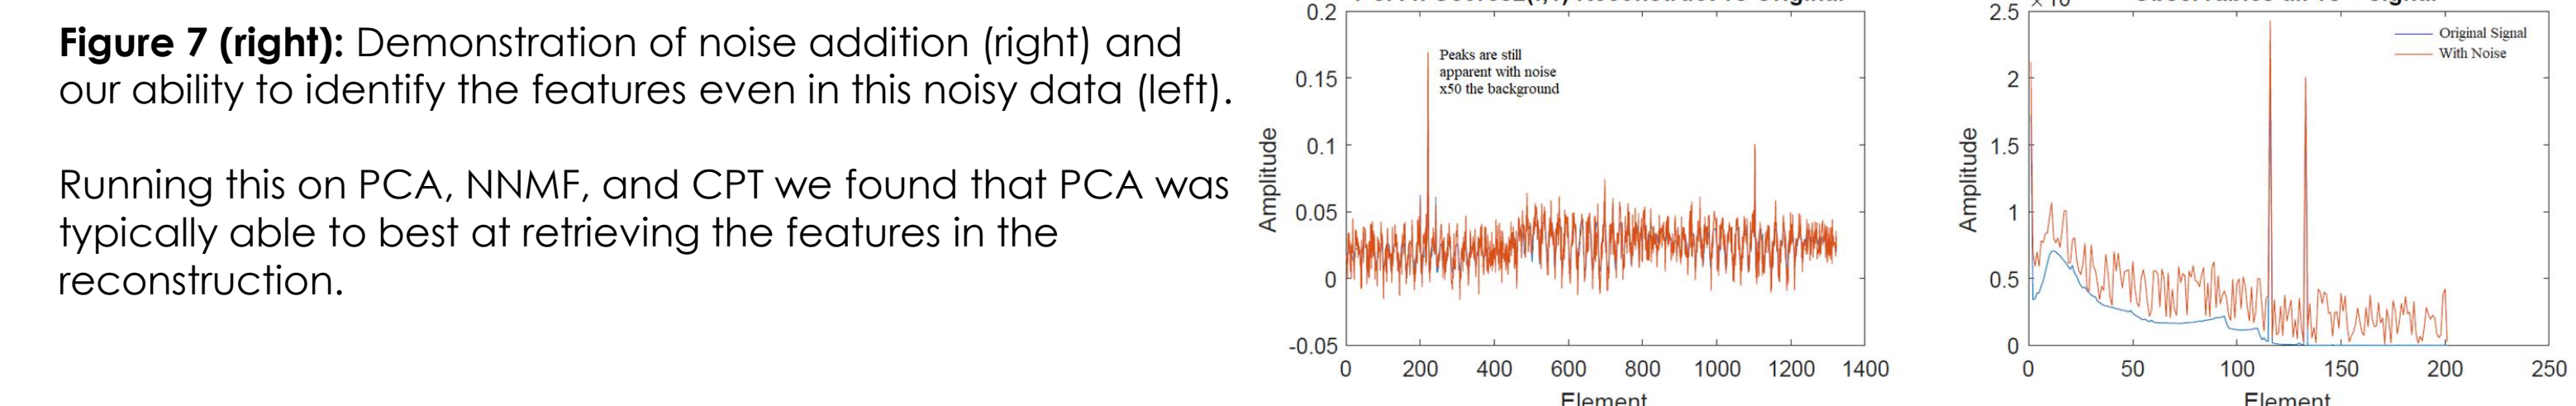 Figure 7 (right): Demonstration of noise addition (right) and
our ability to identify the features even in this noisy data (left).
Running this on PCA, NNMF, and CPT we found that PCA was
typically able to best at retrieving the features in the
reconstruction.
0.2
0.15
0.1
0.05
0
-0.05
Amplitude
Peaks are still
apparent with noise
x50 the background
0 200 400 600 800 1000 1200 1400
Element
2.5
2
1.5
1
0.5
0
Amplitude
Original Signal
With Noise
0 50 100 150 200 250
Element